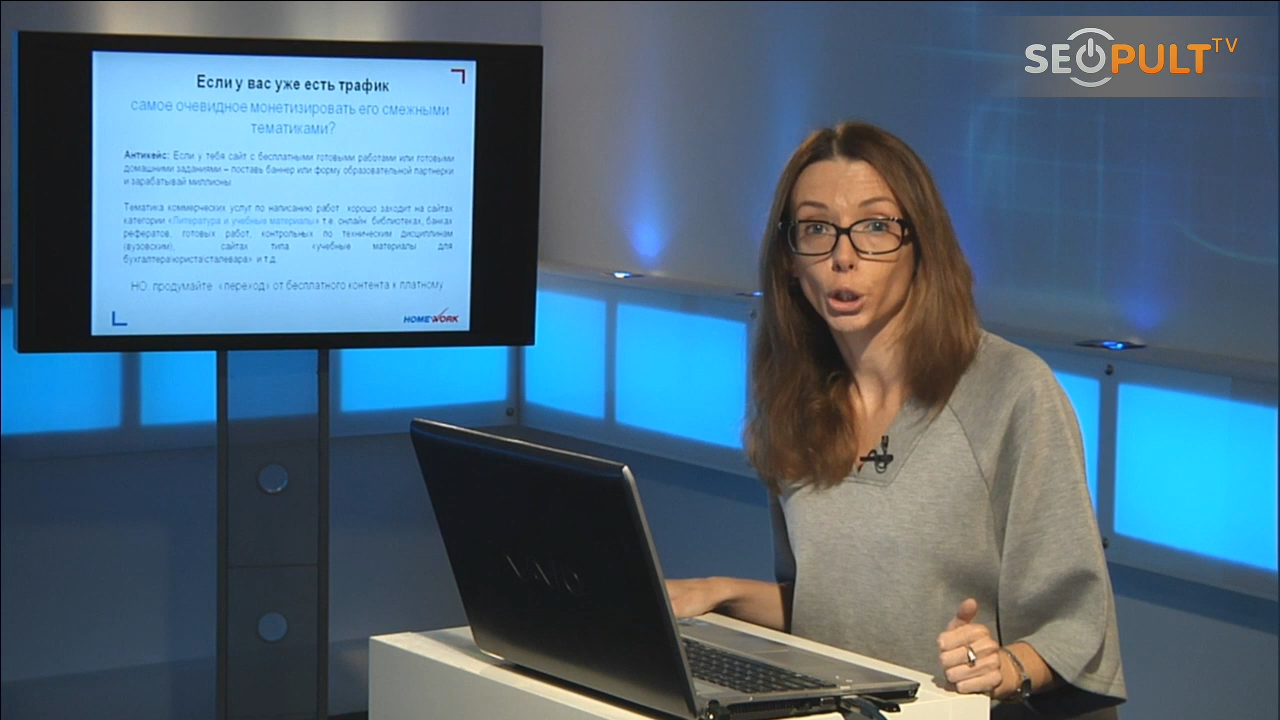 SEOPULT TV
Если у вас уже есть трафик
самое очевидное монетизировать его смежными
тематиками?
Антикейс: Если у тебя сайт с бесплатными готовыми работами или готовыми
домашними заданиями – поставь баннер или форму образовательной партнерки
и зарабатывай миллионы
Тематика коммерческих услуг по написанию работ хорошо заходит на сайтах
категории «Литература и учебные материалы» т.е. онлайн библиотеках, банках
рефератов, готовых работ, контрольных по техническим дисциплинам
(вузовским), сайтах типа «учебные материалы для
бухгалтера\юриста\сталевара» и т.д.
НО: продумайте «переход» от бесплатного контента к платному
HOMEWORK
VAIO